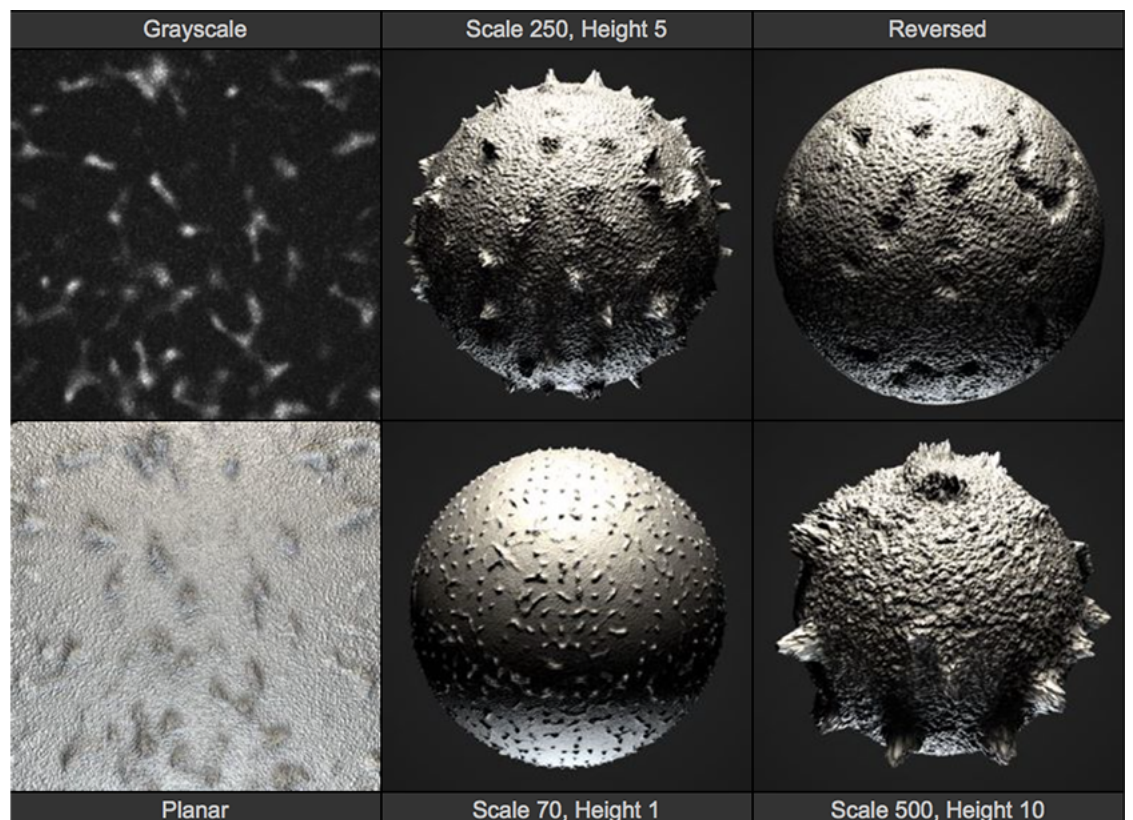 Grayscale
Scale 250, Height 5
Reversed
Planar
Scale 70, Height 1
Scale 500, Height 10